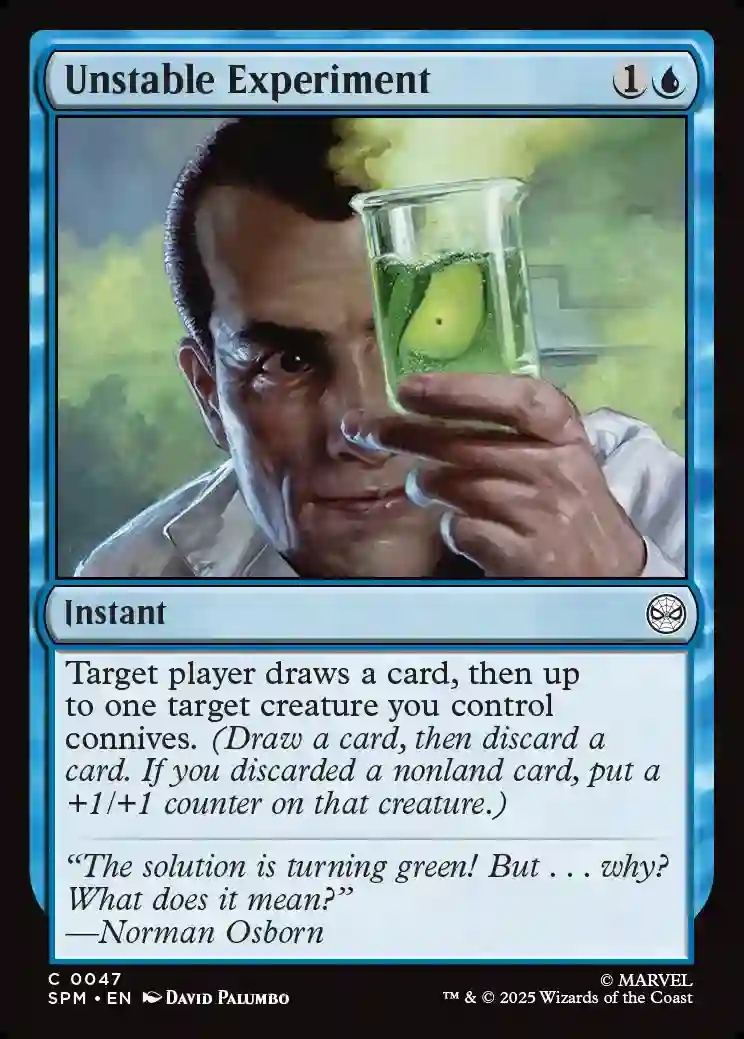 Unstable Experiment 1
Instant
Target player draws a card, then up
to one target creature you control
connives. (Draw a card, then discard a
card. If you discarded a nonland card, put a
+1/+1 counter on that creature.)
“The solution is turning green! But . . . why?
What does it mean?”
—Norman Osborn
C 0047
SPM • EN David Palumbo
© MARVEL
™ & © 2025 Wizards of the Coast